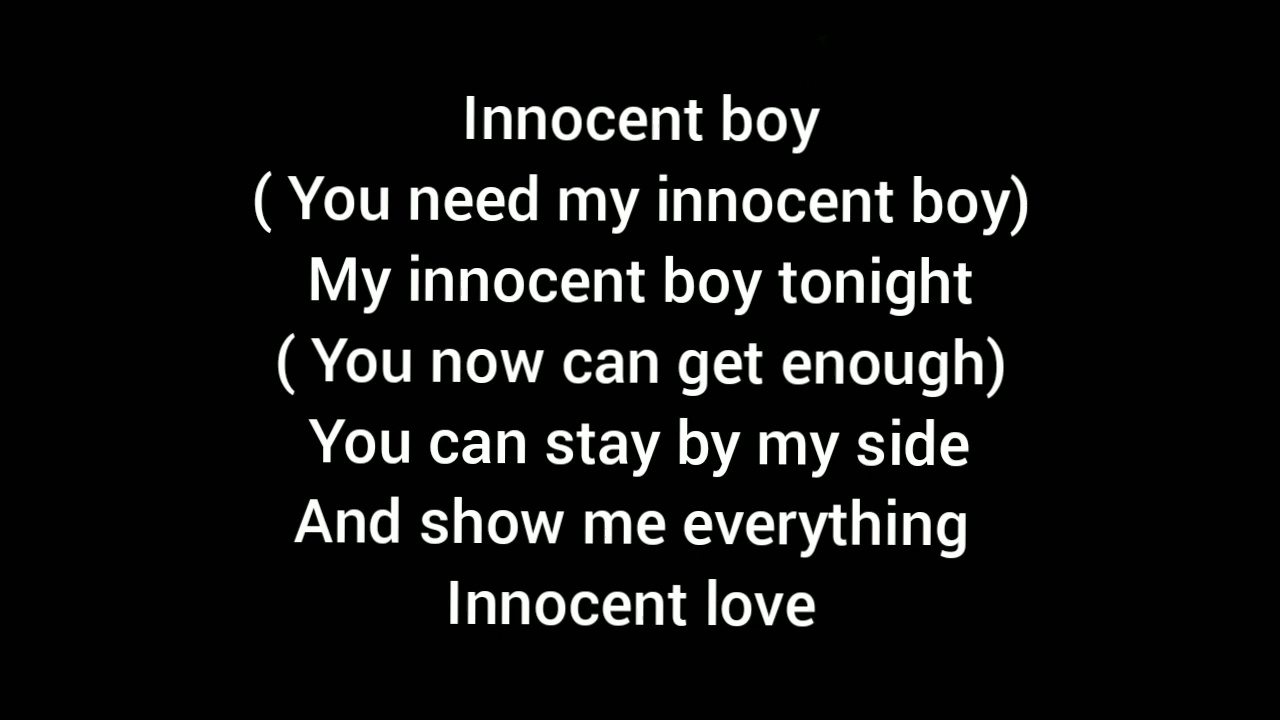 Innocent boy
( You need my innocent boy)
My innocent boy tonight
( You now can get enough)
You can stay by my side
And show me everything
Innocent love